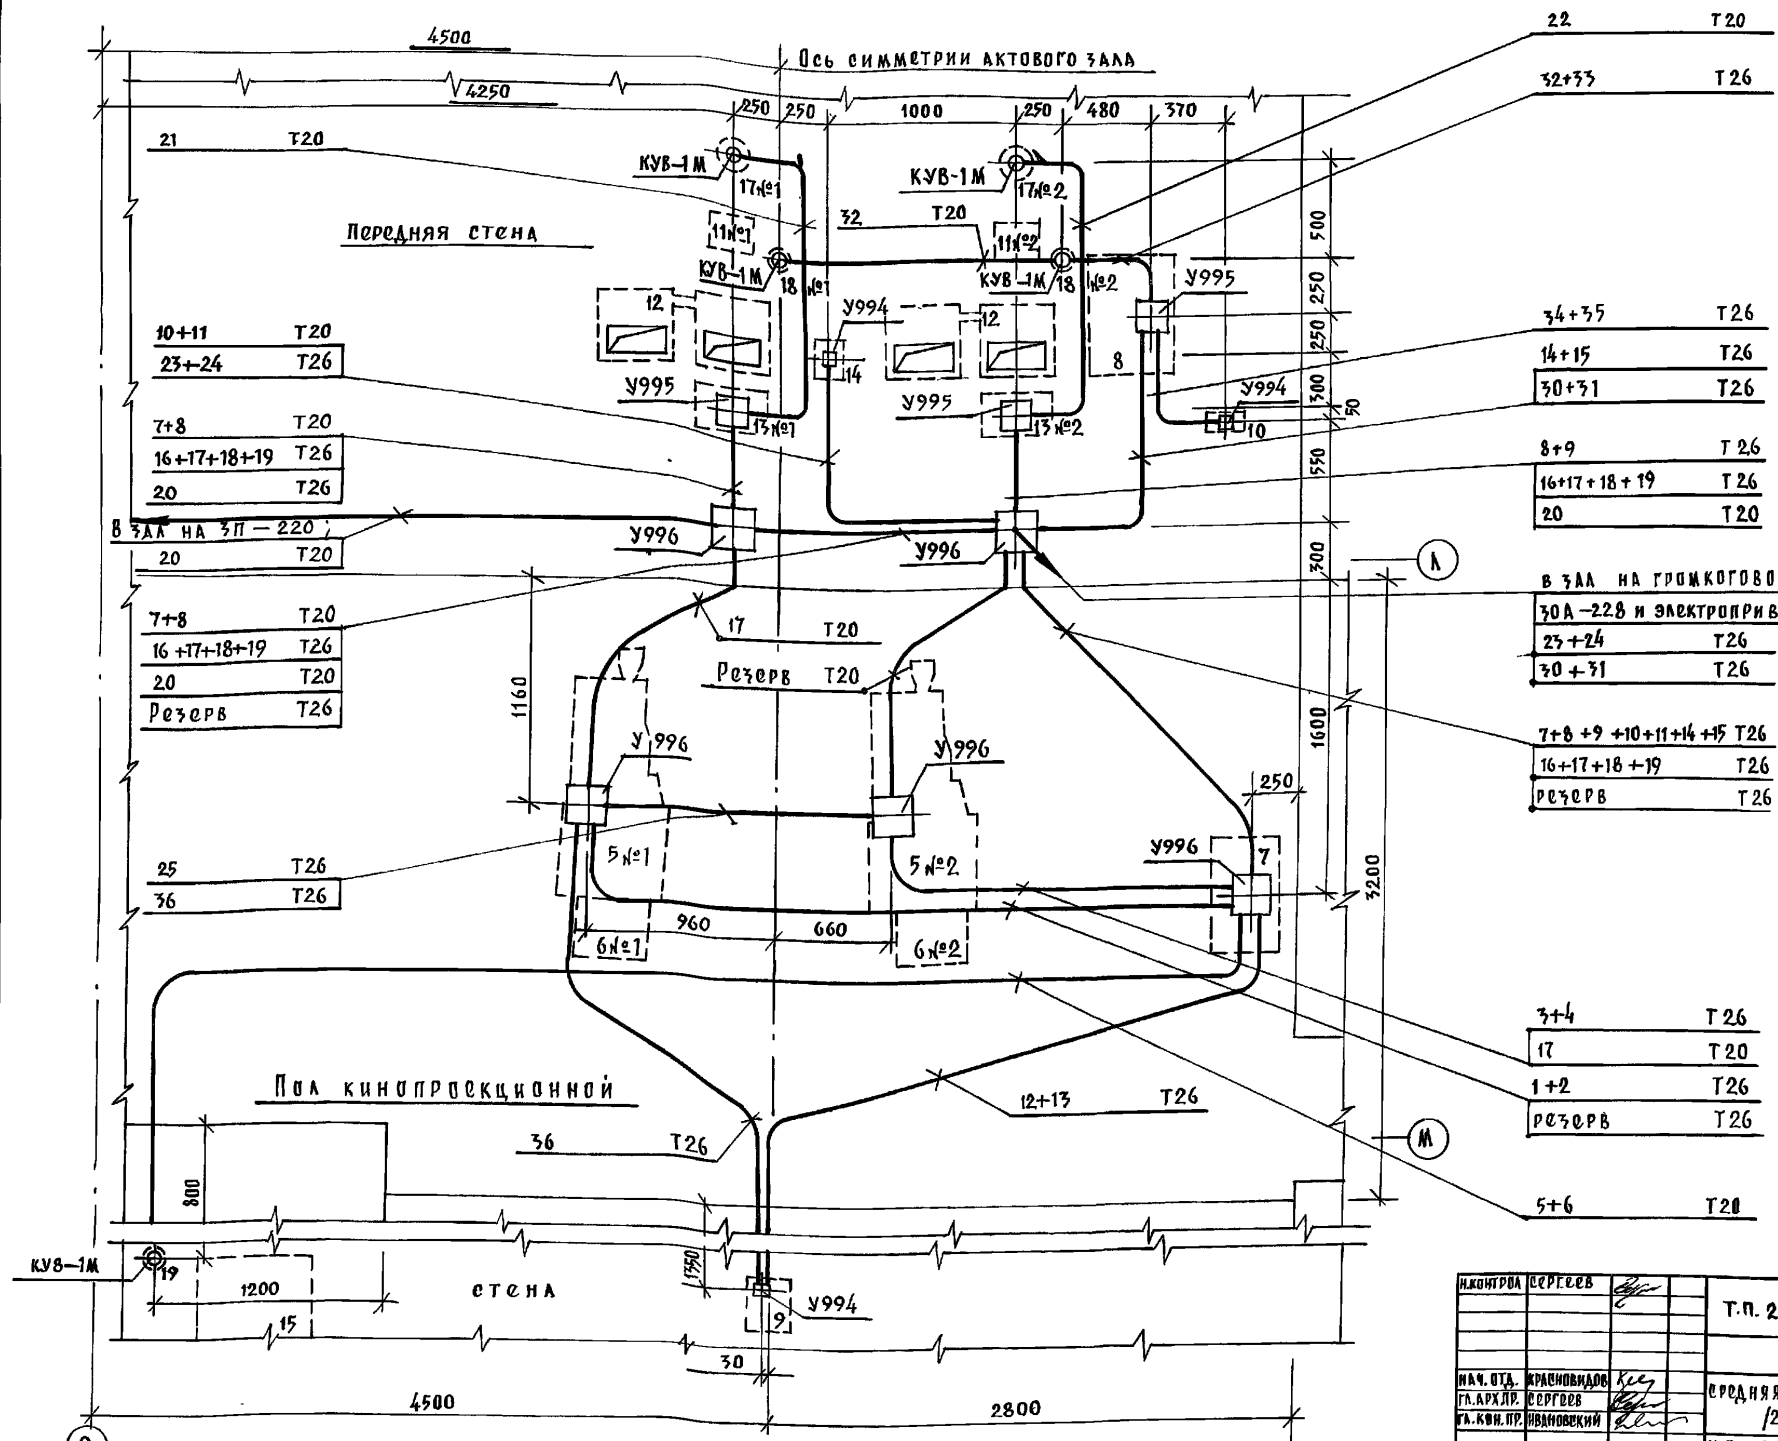 4500
Ось симметрии актового зала
22 Т20
4250
32+33 Т26
250 250 1000 250 480 370
21 Т20
КУВ-1М
17№1
КУВ-1М
17№2
Передняя стена
11№1
32 Т20
11№2
500
КУВ-1М
18 №1
КУВ-1М
18 №2
У995
250
12
У994
12
8
250
34+35 Т26
10+11 Т20
23+24 Т26
14
14+15 Т26
30+31 Т26
У995
13№1
У995
13№2
У994
10
300
50
7+8 Т20
16+17+18+19 Т26
20 Т26
550
8+9 Т26
16+17+18+19 Т26
20 Т20
В зал на ЗП-220
20 Т20
У996
У996
300
Л
В зал на громкогово
30А-228 и электроприв
23+24 Т26
30+31 Т26
7+8 Т20
16+17+18+19 Т26
20 Т20
Резерв Т26
17 Т20
Резерв Т20
1160
1600
7+8+9+10+11+14+15 Т26
16+17+18+19 Т26
резерв Т26
У996
У996
250
25 Т26
36 Т26
5№1
5№2
У996
7
3200
960 660
6№1
6№2
3+4 Т26
17 Т20
1+2 Т26
резерв Т26
Пол кинопроекционной
12+13 Т26
36 Т26
М
800
5+6 Т20
КУВ-1М
19
1200
15
стена
1350
У994
9
30
4500
2800
Н.контрол Сергеев
Т.П. 2
Нач. отд. Красновидов
Гл.арх.пр. Сергеев
средняя
Гл.кон.пр. Ивановский
/2